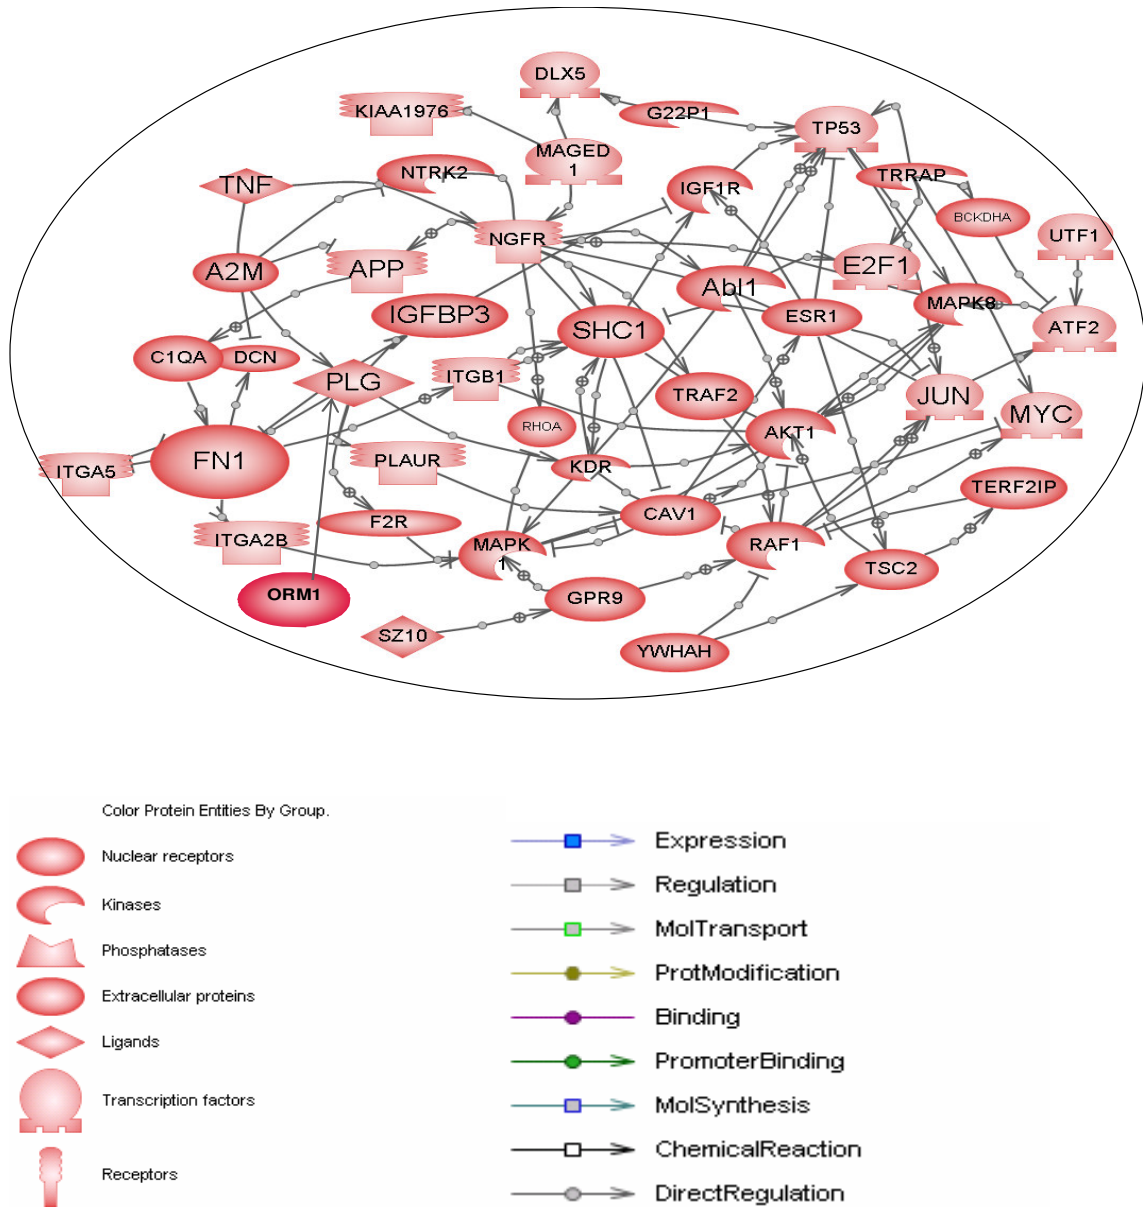 DLX5
KIAA1976
G22P1
TP53
MAGED
1
NTRK2
TNF
IGF1R
TRRAP
BCKDHA
UTF1
NGFR
APP
A2M
E2F1
Abl1
MAPK8
IGFBP3
SHC1
ESR1
ATF2
C1QA
DCN
PLG
ITGB1
TRAF2
JUN
MYC
RHOA
AKT1
ITGA5
FN1
PLAUR
KDR
TERF2IP
F2R
CAV1
ITGA2B
MAPK
1
RAF1
TSC2
ORM1
GPR9
SZ10
YWHAH
Color Protein Entities By Group.
Nuclear receptors
Kinases
Phosphatases
Extracellular proteins
Ligands
Transcription factors
Receptors
Expression
Regulation
MolTransport
ProtModification
Binding
PromoterBinding
MolSynthesis
ChemicalReaction
DirectRegulation